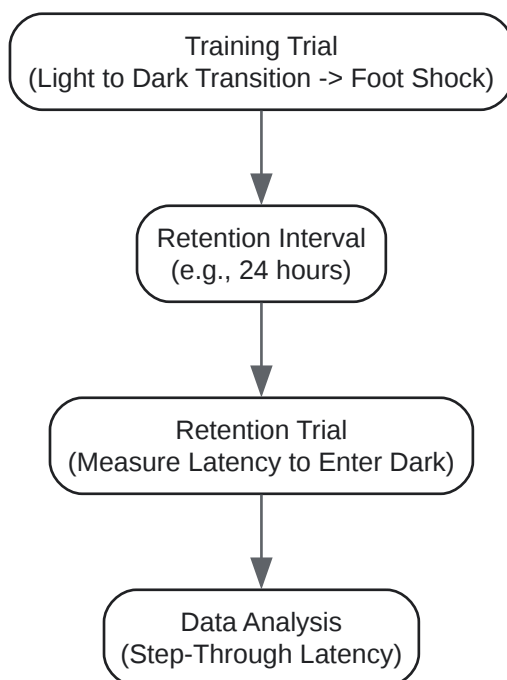 Training Trial
(Light to Dark Transition -> Foot Shock)
Retention Interval
(e.g., 24 hours)
Retention Trial
(Measure Latency to Enter Dark)
Data Analysis
(Step-Through Latency)